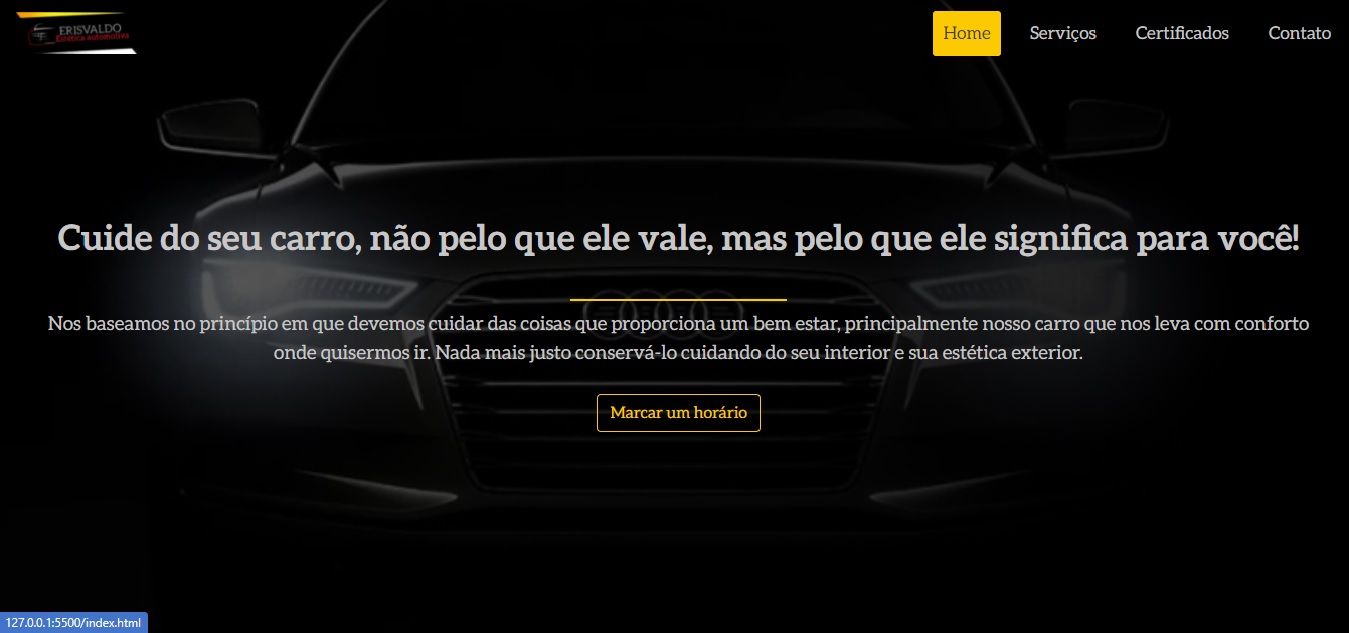 ERISVALDO
Estética automotiva
Home
Serviços
Certificados
Contato
Cuide do seu carro, não pelo que ele vale, mas pelo que ele significa para você!
Nos baseamos no princípio em que devemos cuidar das coisas que proporciona um bem estar, principalmente nosso carro que nos leva com conforto
onde quisermos ir. Nada mais justo conservá-lo cuidando do seu interior e sua estética exterior.
Marcar um horário
127.0.0.1:5500/index.html